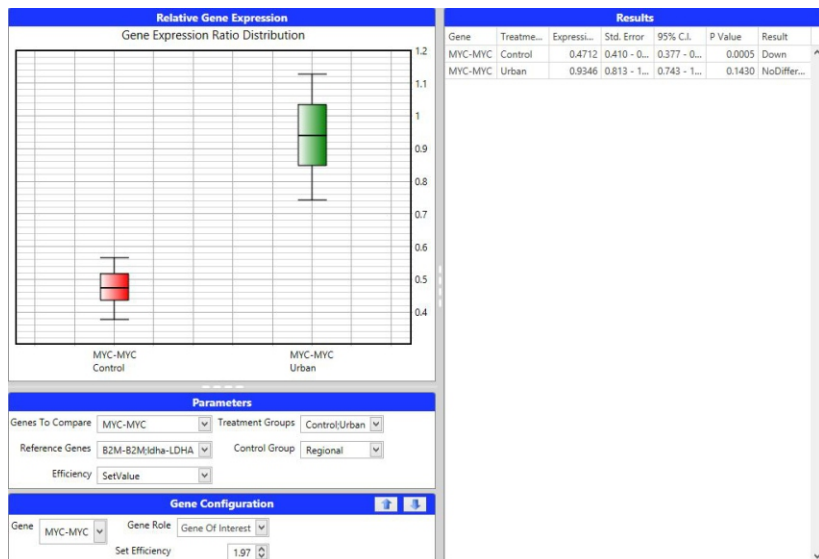 Relative Gene Expression
Gene Expression Ratio Distribution
1.2
1.1
1
0.9
0.8
0.7
0.6
0.5
0.4
MYC-MYC MYC-MYC
Control Urban
Parameters
Genes To Compare MYC-MYC Treatment Groups Control;Urban
Reference Genes B2M-B2M;ldha-LDHA Control Group Regional
Efficiency SetValue
Gene Configuration
Gene MYC-MYC Gene Role Gene Of Interest
Set Efficiency 1.97
Results
Gene Treatme... Expressi... Std. Error 95% C.I. P Value Result
MYC-MYC Control 0.4712 0.410 - 0... 0.377 - 0... 0.0005 Down
MYC-MYC Urban 0.9346 0.813 - 1... 0.743 - 1... 0.1430 NoDiffer...